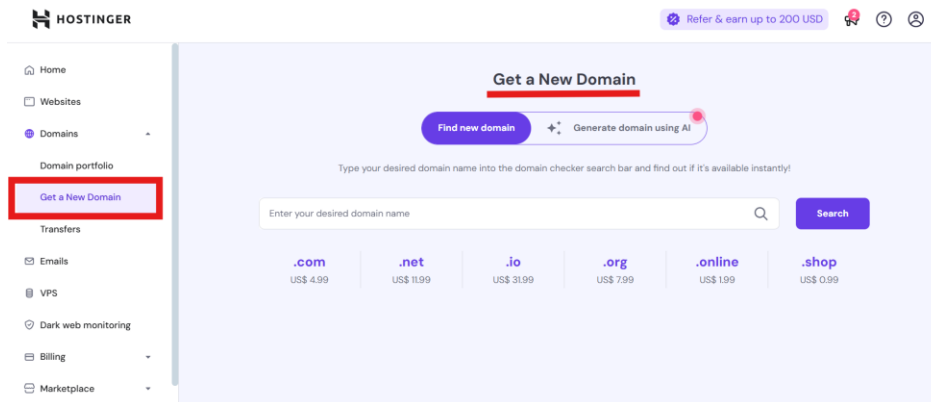 HOSTINGER
Refer & earn up to 200 USD
2
Home
Websites
Domains
Domain portfolio
Get a New Domain
Transfers
Emails
VPS
Dark web monitoring
Billing
Marketplace
Get a New Domain
Find new domain
Generate domain using AI
Type your desired domain name into the domain checker search bar and find out if it's available instantly!
Enter your desired domain name
Search
.com .net .io .org .online .shop
US$ 4.99 US$ 11.99 US$ 31.99 US$ 7.99 US$ 1.99 US$ 0.99